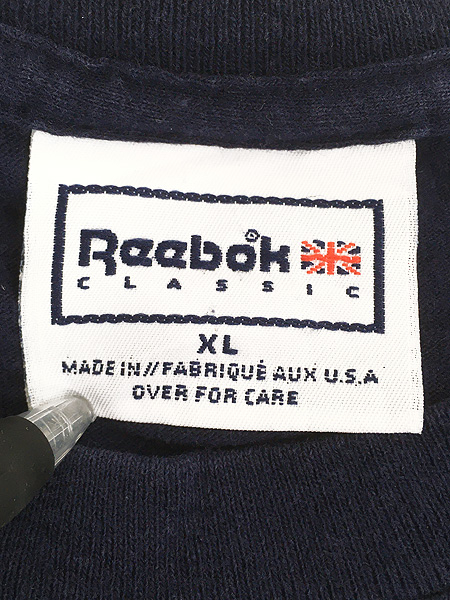 Reebok®
CLASSIC
XL
MADE IN//FABRIQUÉ AUX U.S.A
OVER FOR CARE